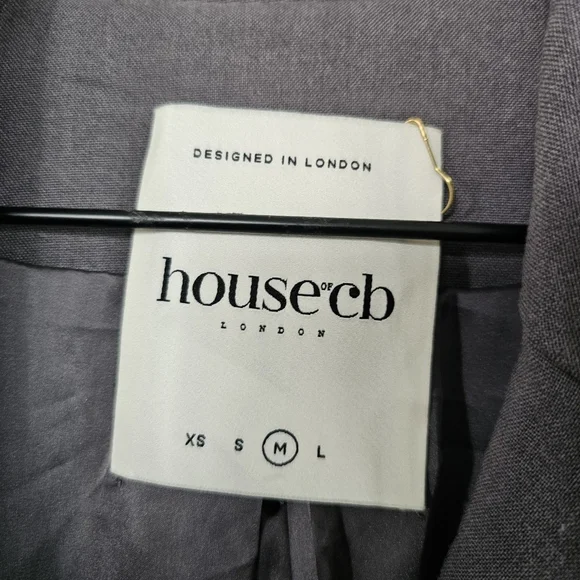 DESIGNED IN LONDON
house OF cb
LONDON
XS S M L